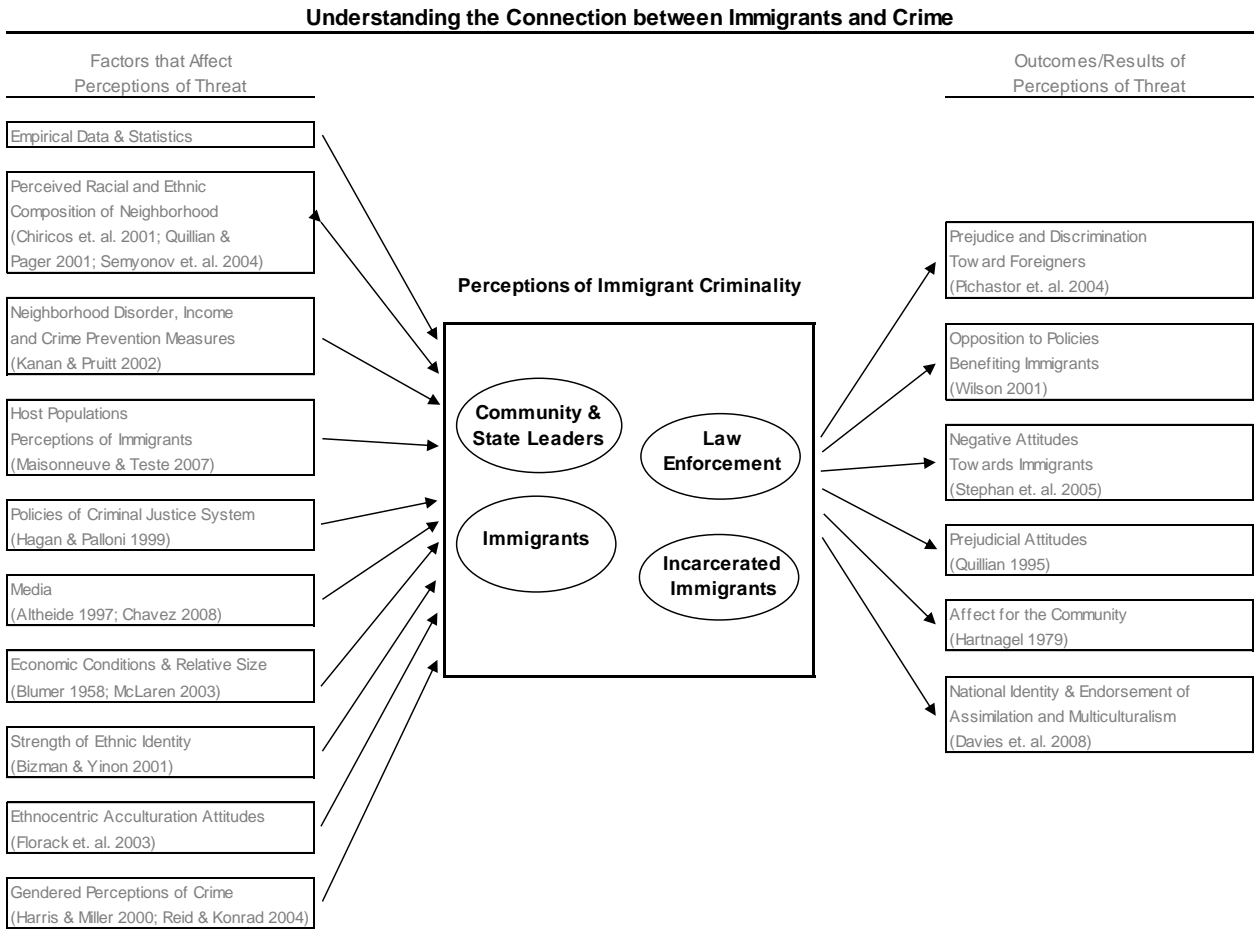 Understanding the Connection between Immigrants and Crime
Factors that Affect
Perceptions of Threat
Empirical Data & Statistics
Perceived Racial and Ethnic
Composition of Neighborhood
(Chiricos et. al. 2001; Quillian &
Pager 2001; Semyonov et. al. 2004)
Neighborhood Disorder, Income
and Crime Prevention Measures
(Kanan & Pruitt 2002)
Host Populations
Perceptions of Immigrants
(Maisonneuve & Teste 2007)
Policies of Criminal Justice System
(Hagan & Palloni 1999)
Media
(Altheide 1997; Chavez 2008)
Economic Conditions & Relative Size
(Blumer 1958; McLaren 2003)
Strength of Ethnic Identity
(Bizman & Yinon 2001)
Ethnocentric Acculturation Attitudes
(Florack et. al. 2003)
Gendered Perceptions of Crime
(Harris & Miller 2000; Reid & Konrad 2004)
Perceptions of Immigrant Criminality
Community &
State Leaders
Law
Enforcement
Immigrants
Incarcerated
Immigrants
Outcomes/Results of
Perceptions of Threat
Prejudice and Discrimination
Toward Foreigners
(Pichastor et. al. 2004)
Opposition to Policies
Benefiting Immigrants
(Wilson 2001)
Negative Attitudes
Towards Immigrants
(Stephan et. al. 2005)
Prejudicial Attitudes
(Quillian 1995)
Affect for the Community
(Hartnagel 1979)
National Identity & Endorsement of
Assimilation and Multiculturalism
(Davies et. al. 2008)